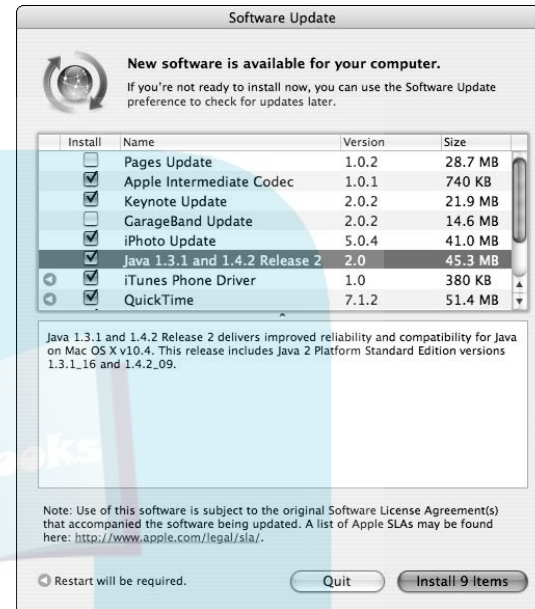 Software Update
New software is available for your computer.
If you're not ready to install now, you can use the Software Update
preference to check for updates later.
Install Name Version Size
Pages Update 1.0.2 28.7 MB
Apple Intermediate Codec 1.0.1 740 KB
Keynote Update 2.0.2 21.9 MB
GarageBand Update 2.0.2 14.6 MB
iPhoto Update 5.0.4 41.0 MB
Java 1.3.1 and 1.4.2 Release 2 2.0 45.3 MB
iTunes Phone Driver 1.0 380 KB
QuickTime 7.1.2 51.4 MB
Java 1.3.1 and 1.4.2 Release 2 delivers improved reliability and compatibility for Java
on Mac OS X v10.4. This release includes Java 2 Platform Standard Edition versions
1.3.1_16 and 1.4.2_09.
Note: Use of this software is subject to the original Software License Agreement(s)
that accompanied the software being updated. A list of Apple SLAs may be found
here: http://www.apple.com/legal/sla/.
Restart will be required. Quit Install 9 Items